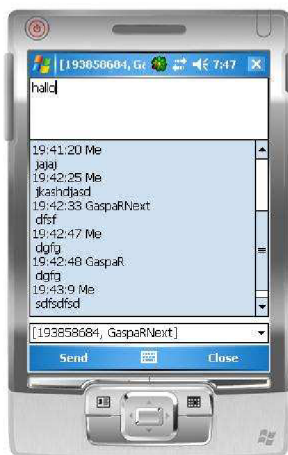 [193858684, Ga 7:47
hallo
19:41:20 Me
jajaj
19:42:25 Me
jkashdjasd
19:42:33 GaspaRNext
dfsf
19:42:47 Me
dgfg
19:42:48 GaspaR
dgfg
19:43:9 Me
sdfsdfsd
[193858684, GaspaRNext]
Send Close